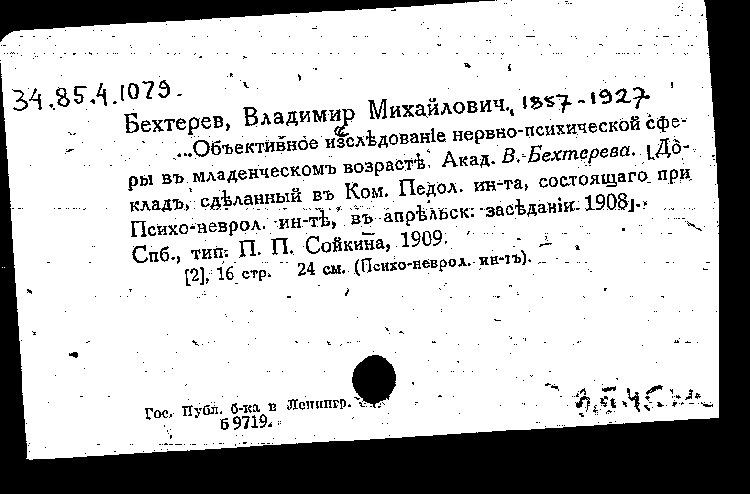 34.85.4.1079.
Бехтерев, Владимир Михайлович, 1857-1927
...Объективное изслѣдованіе нервно-психической сфе-
ры въ младенческомъ возрастѣ. Акад. В. Бехтерева. [До-
кладъ, сдѣланный въ Ком. Педол. ин-та, состоящаго при
Психо-неврол. ин-тѣ, въ апрѣльск. засѣданіи 1908].
Спб., тип. П. П. Сойкина, 1909.
[2], 16 стр. 24 см. (Психо-неврол. ин-тъ).
Гос. Публ. б-ка в Ленингр.
б 9719.